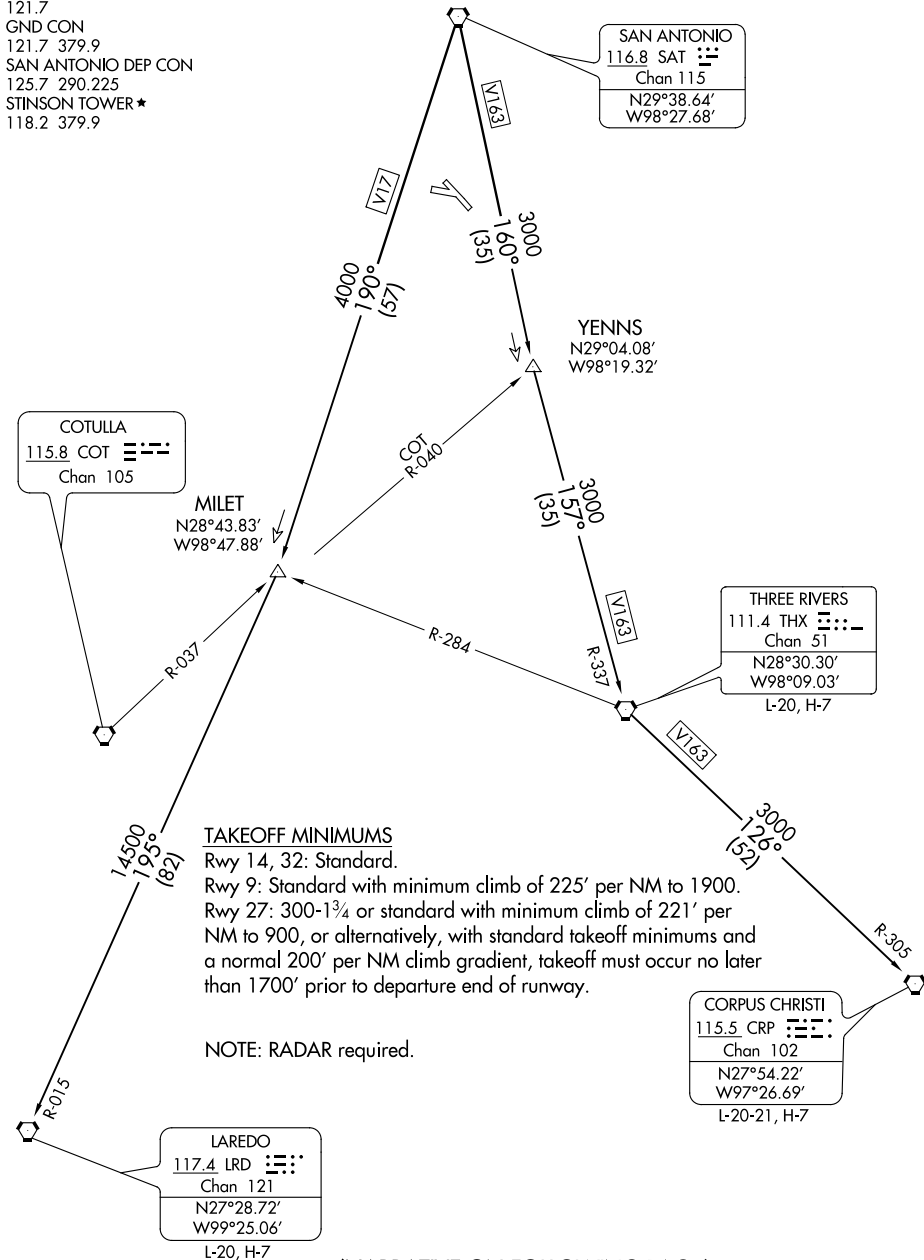 121.7
GND CON
121.7 379.9
SAN ANTONIO DEP CON
125.7 290.225
STINSON TOWER ★
118.2 379.9
SAN ANTONIO
116.8 SAT
Chan 115
N29°38.64'
W98°27.68'
V163
V17
3000
160°
(35)
4000
190°
(57)
YENNS
N29°04.08'
W98°19.32'
COTULLA
115.8 COT
Chan 105
COT
R-040
MILET
N28°43.83'
W98°47.88'
3000
157°
(35)
THREE RIVERS
111.4 THX
Chan 51
N28°30.30'
W98°09.03'
L-20, H-7
V163
R-284
R-037
R-337
V163
3000
126°
(52)
14500
195°
(82)
TAKEOFF MINIMUMS
Rwy 14, 32: Standard.
Rwy 9: Standard with minimum climb of 225' per NM to 1900.
Rwy 27: 300-1¾ or standard with minimum climb of 221' per
NM to 900, or alternatively, with standard takeoff minimums and
a normal 200' per NM climb gradient, takeoff must occur no later
than 1700' prior to departure end of runway.
R-305
CORPUS CHRISTI
115.5 CRP
Chan 102
N27°54.22'
W97°26.69'
L-20-21, H-7
NOTE: RADAR required.
R-015
LAREDO
117.4 LRD
Chan 121
N27°28.72'
W99°25.06'
L-20, H-7